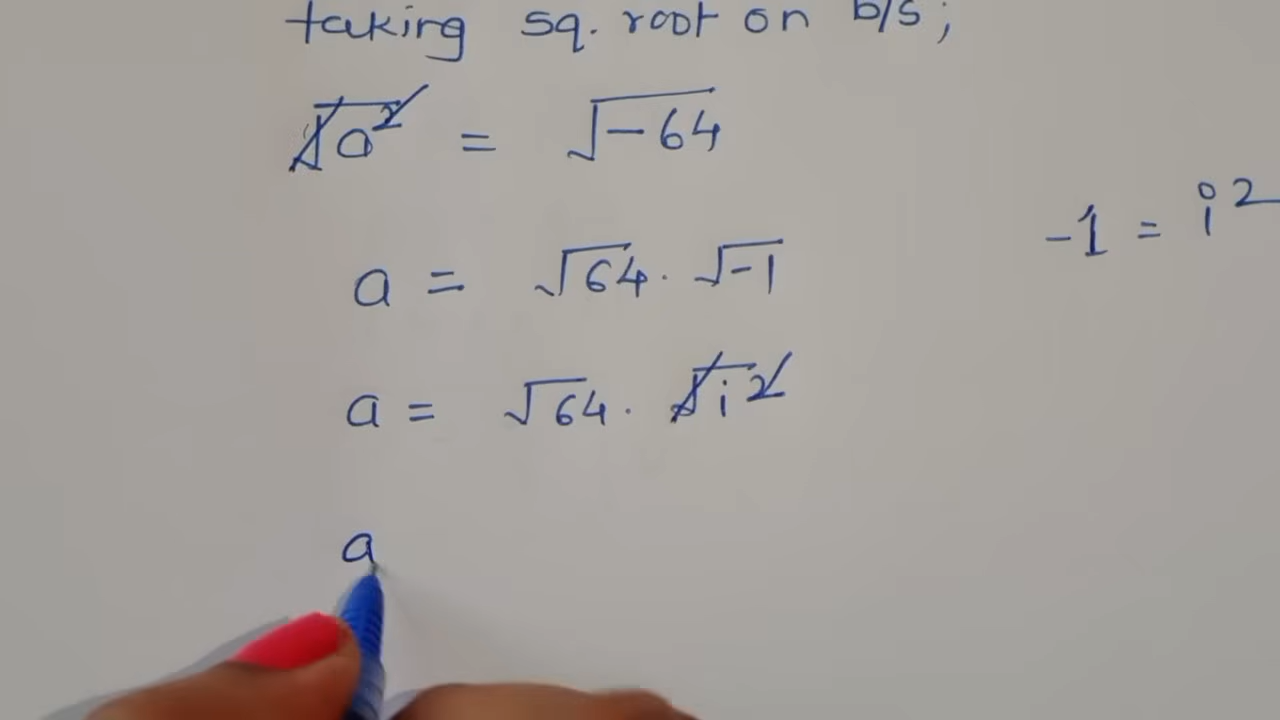 taking sq. root on b/s;
√a² = √-64
-1 = i²
a = √64 . √-1
a = √64 . √i²
a